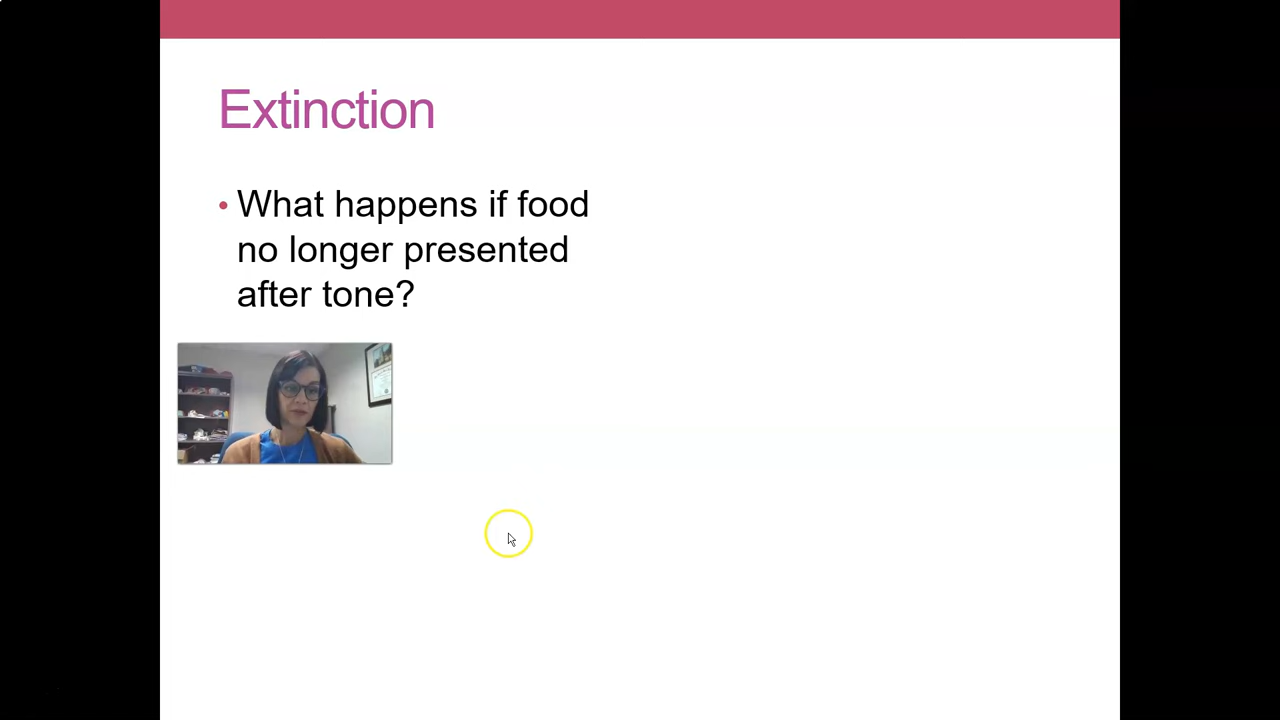 Extinction
• What happens if food
no longer presented
after tone?